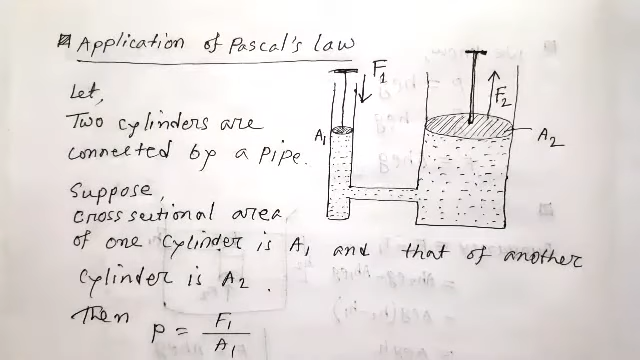 Application of Pascal's law
Let,
Two cylinders are
connected by a pipe.
Suppose,
cross sectional area
of one cylinder is A1 and that of another
cylinder is A2.
Then P = F1 / A1
F1
F2
A1
A2